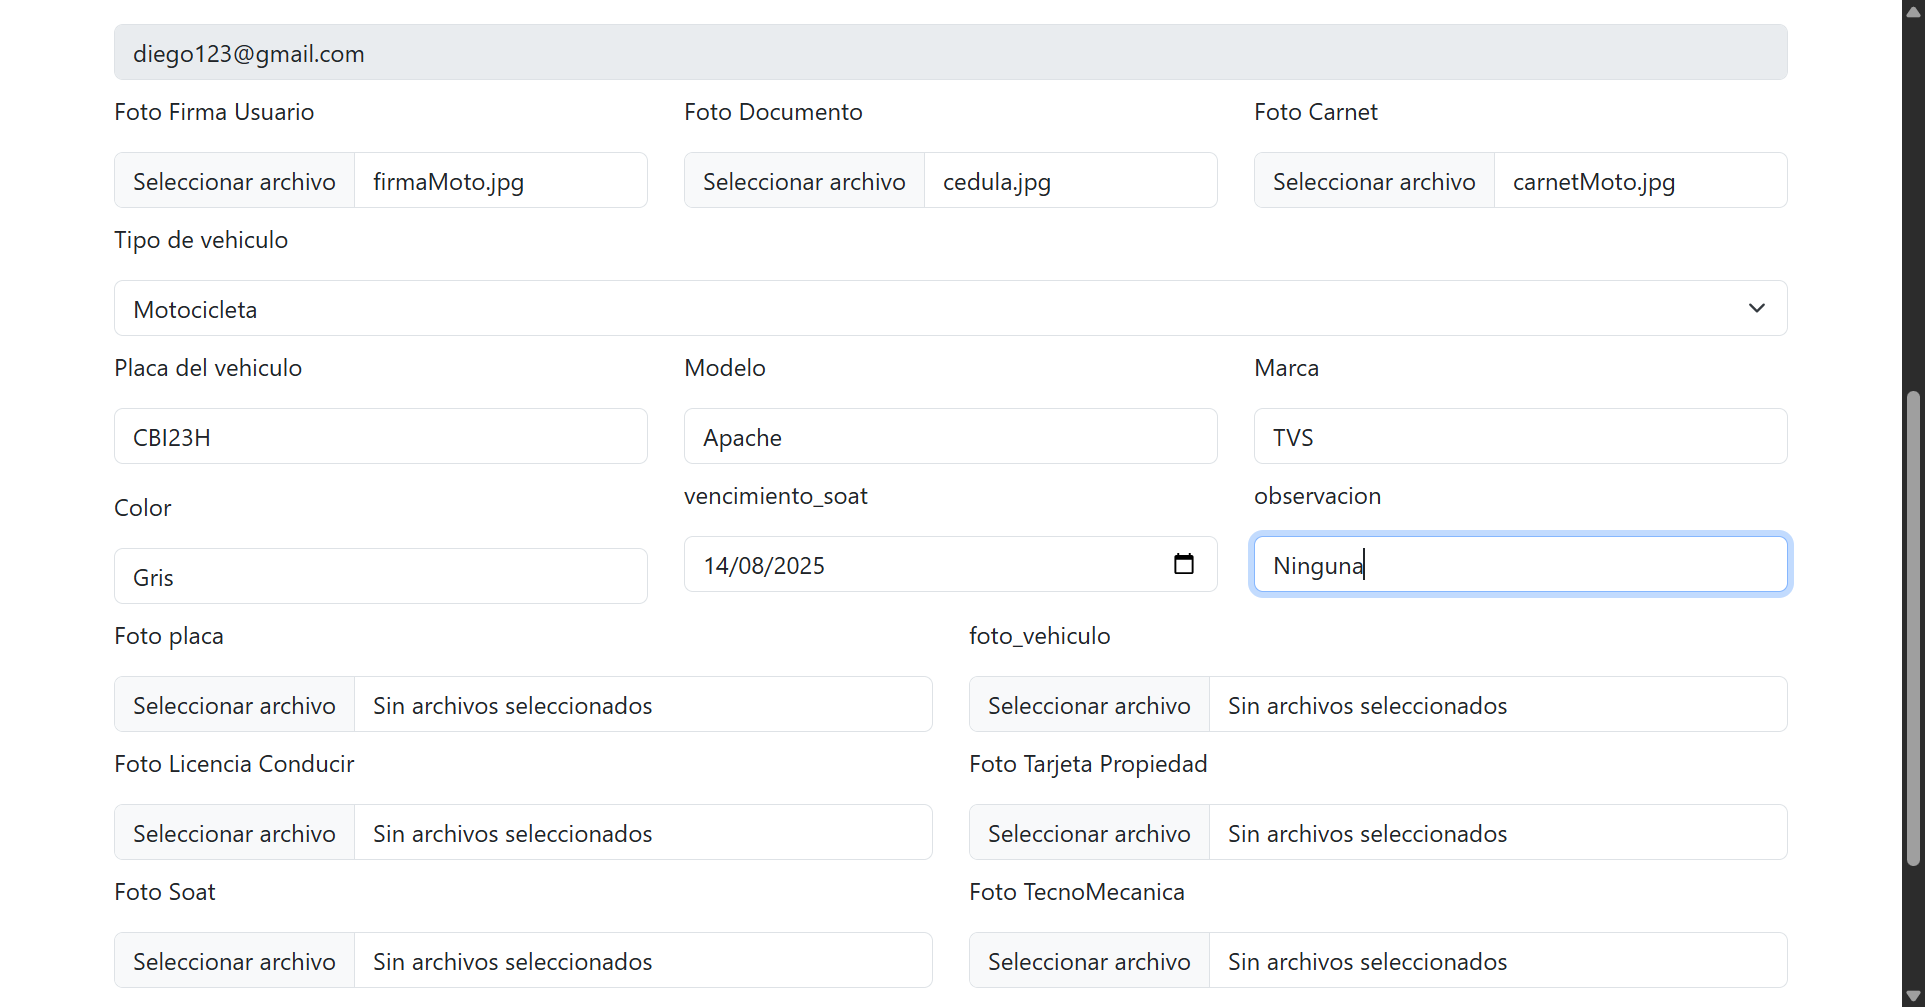 diego123@gmail.com
Foto Firma Usuario Foto Documento Foto Carnet
Seleccionar archivo firmaMoto.jpg Seleccionar archivo cedula.jpg Seleccionar archivo carnetMoto.jpg
Tipo de vehiculo
Motocicleta
Placa del vehiculo Modelo Marca
CBI23H Apache TVS
Color vencimiento_soat observacion
Gris 14/08/2025 Ninguna
Foto placa foto_vehiculo
Seleccionar archivo Sin archivos seleccionados Seleccionar archivo Sin archivos seleccionados
Foto Licencia Conducir Foto Tarjeta Propiedad
Seleccionar archivo Sin archivos seleccionados Seleccionar archivo Sin archivos seleccionados
Foto Soat Foto TecnoMecanica
Seleccionar archivo Sin archivos seleccionados Seleccionar archivo Sin archivos seleccionados